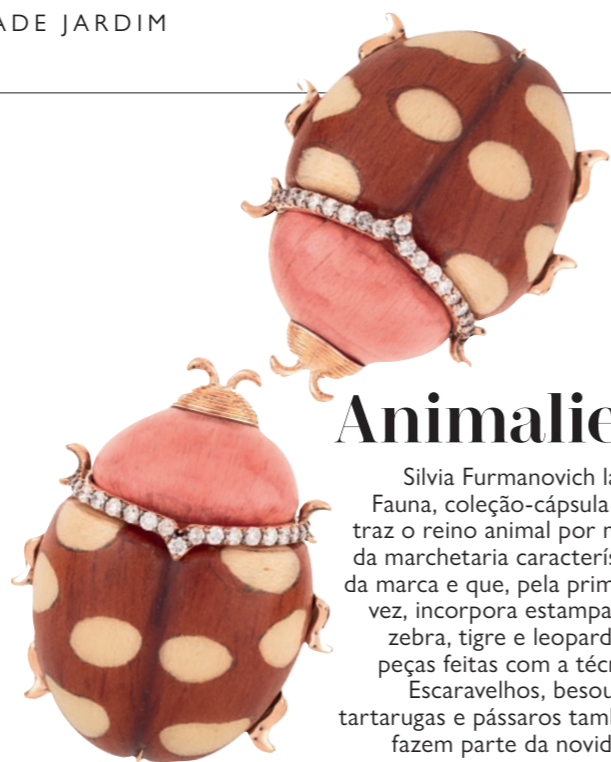 ADE JARDIM
Animalie
Silvia Furmanovich la
Fauna, coleção-cápsula
traz o reino animal por m
da marchetaria caracterís
da marca e que, pela prim
vez, incorpora estampa
zebra, tigre e leopard
peças feitas com a técn
Escaravelhos, besou
tartarugas e pássaros tamb
fazem parte da novid